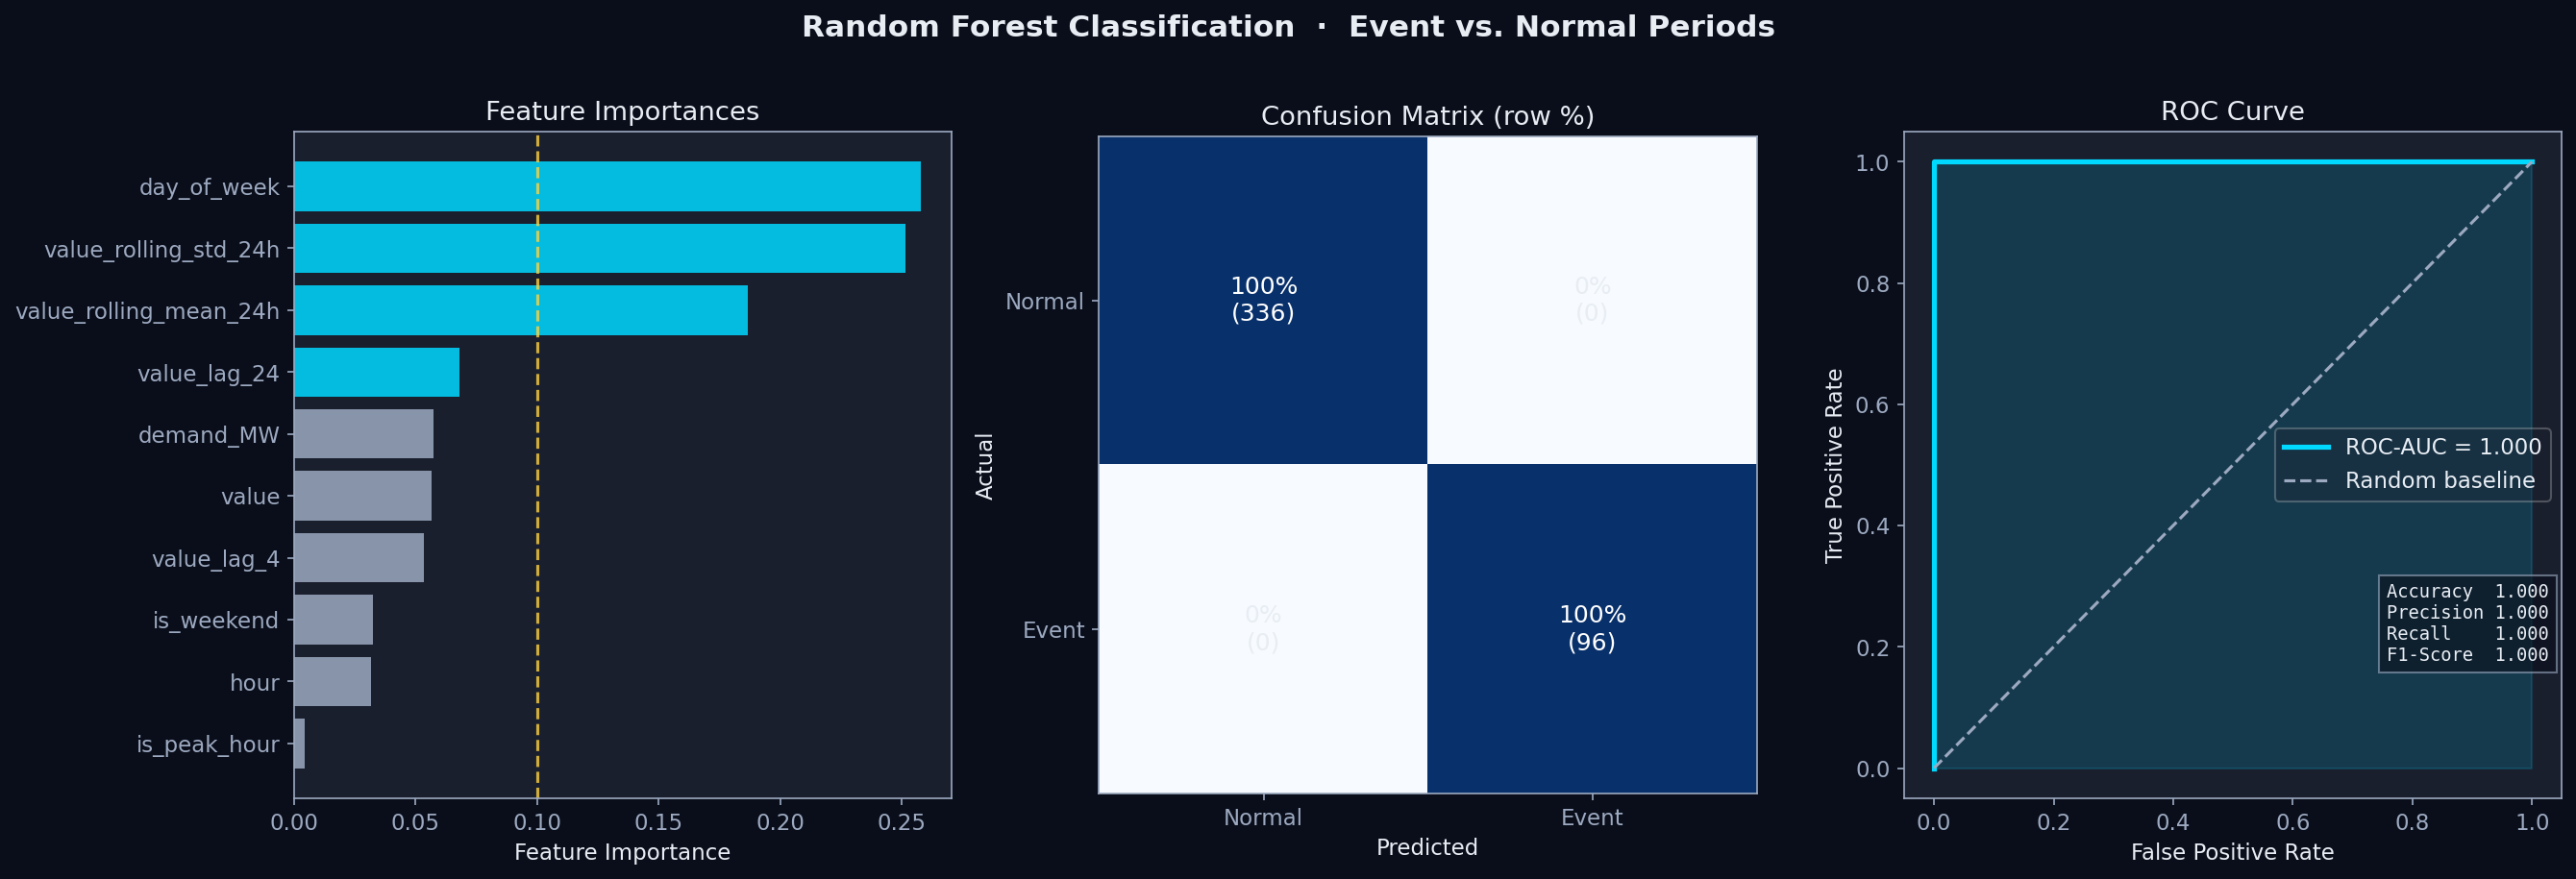 Random Forest Classification · Event vs. Normal Periods
Feature Importances
day_of_week
value_rolling_std_24h
value_rolling_mean_24h
value_lag_24
demand_MW
value
value_lag_4
is_weekend
hour
is_peak_hour
0.00 0.05 0.10 0.15 0.20 0.25
Feature Importance
Confusion Matrix (row %)
Actual
Normal
Event
100%
(336)
0%
(0)
0%
(0)
100%
(96)
Normal Event
Predicted
ROC Curve
True Positive Rate
1.0
0.8
0.6
0.4
0.2
0.0
ROC-AUC = 1.000
Random baseline
Accuracy 1.000
Precision 1.000
Recall 1.000
F1-Score 1.000
0.0 0.2 0.4 0.6 0.8 1.0
False Positive Rate